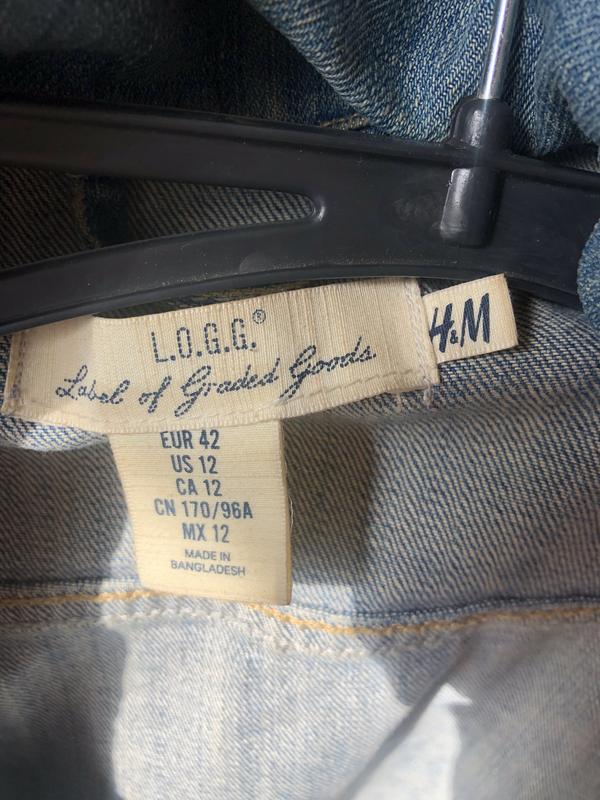 L.O.G.G.®
Label of Graded Goods.
H&M
EUR 42
US 12
CA 12
CN 170/96A
MX 12
MADE IN
BANGLADESH